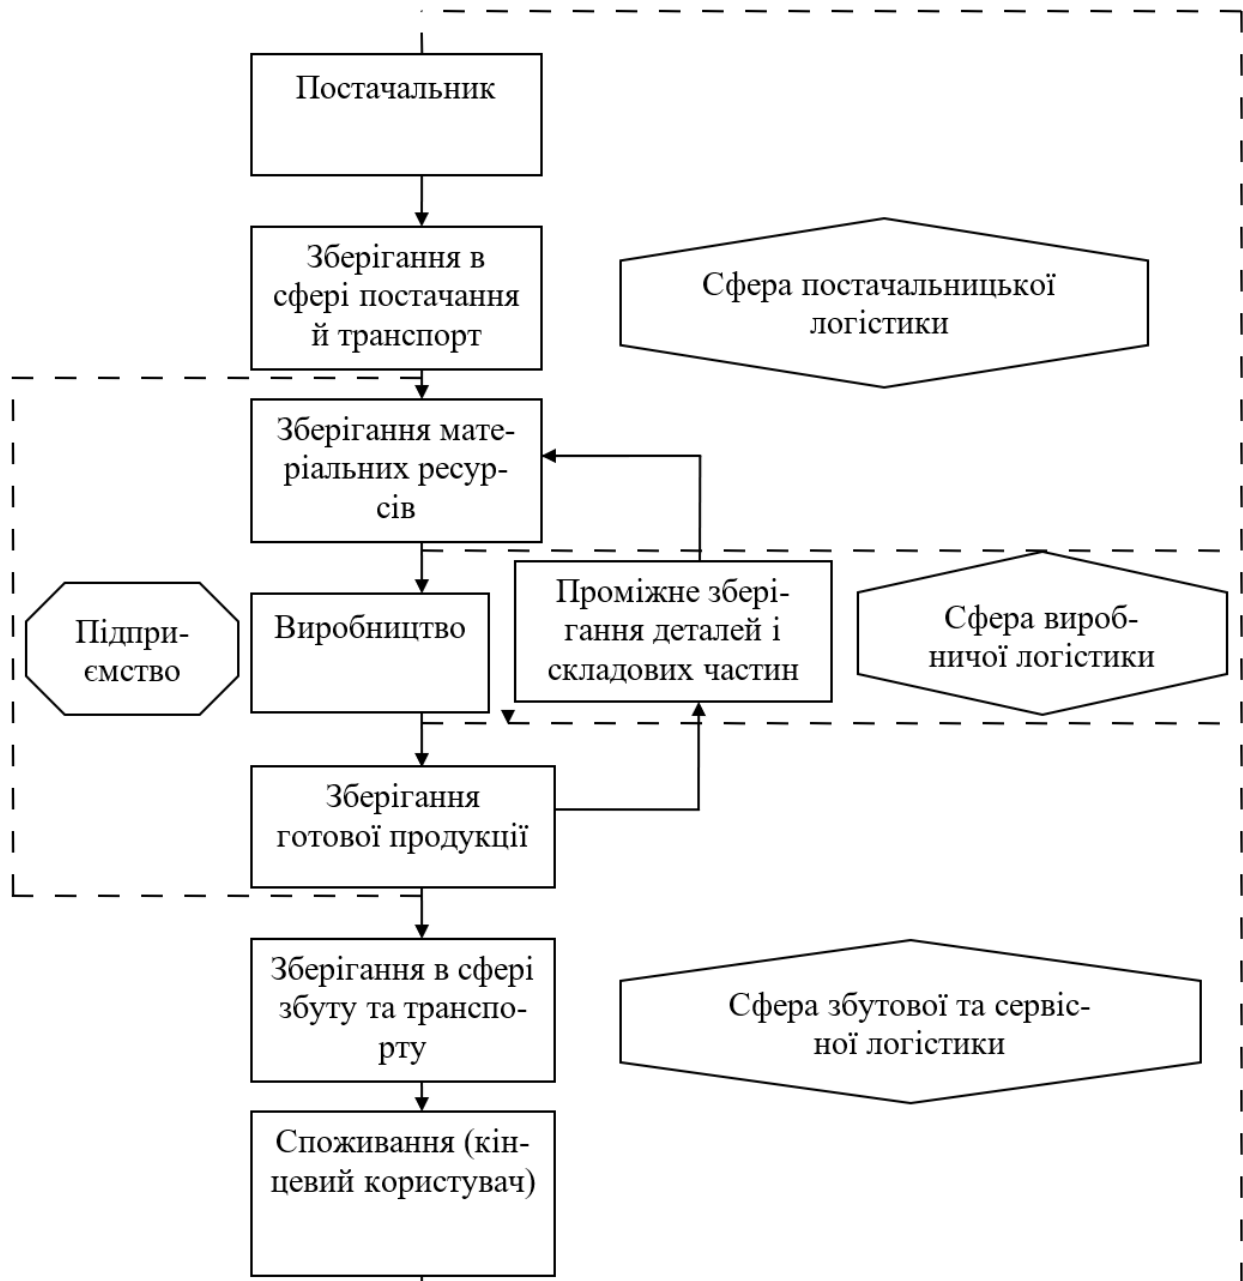 Постачальник
Зберігання в
сфері постачання
й транспорт
Сфера постачальницької
логістики
Зберігання мате-
ріальних ресур-
сів
Підпри-
ємство
Виробництво
Проміжне збері-
гання деталей і
складових частин
Сфера вироб-
ничої логістики
Зберігання
готової продукції
Зберігання в сфері
збуту та транспо-
рту
Сфера збутової та сервіс-
ної логістики
Споживання (кін-
цевий користувач)